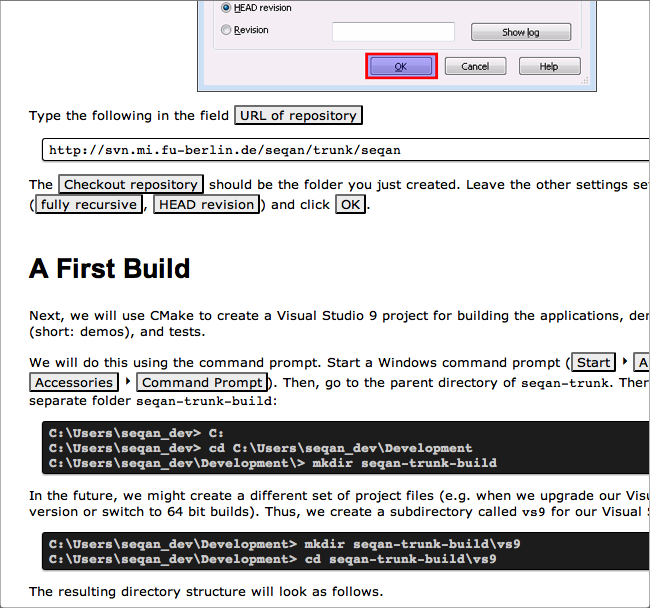 HEAD revision
Revision
Show log
OK
Cancel
Help
Type the following in the field URL of repository
http://svn.mi.fu-berlin.de/seqan/trunk/seqan
The Checkout repository should be the folder you just created. Leave the other settings se
( fully recursive , HEAD revision ) and click OK .
A First Build
Next, we will use CMake to create a Visual Studio 9 project for building the applications, de
(short: demos), and tests.
We will do this using the command prompt. Start a Windows command prompt ( Start ‣ A
Accessories ‣ Command Prompt ). Then, go to the parent directory of seqan-trunk. Ther
separate folder seqan-trunk-build:
C:\Users\seqan_dev> C:
C:\Users\seqan_dev> cd C:\Users\seqan_dev\Development
C:\Users\seqan_dev\Development\> mkdir seqan-trunk-build
In the future, we might create a different set of project files (e.g. when we upgrade our Visu
version or switch to 64 bit builds). Thus, we create a subdirectory called vs9 for our Visual S
C:\Users\seqan_dev\Development> mkdir seqan-trunk-build\vs9
C:\Users\seqan_dev\Development> cd seqan-trunk-build\vs9
The resulting directory structure will look as follows.